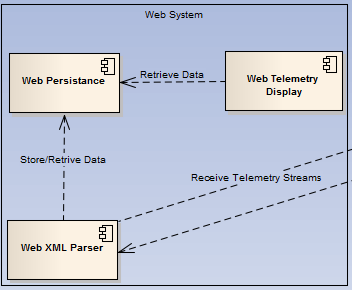 Web System
Web Persistance
Retrieve Data
Web Telemetry
Display
Store/Retrive Data
Receive Telemetry Streams
Web XML Parser